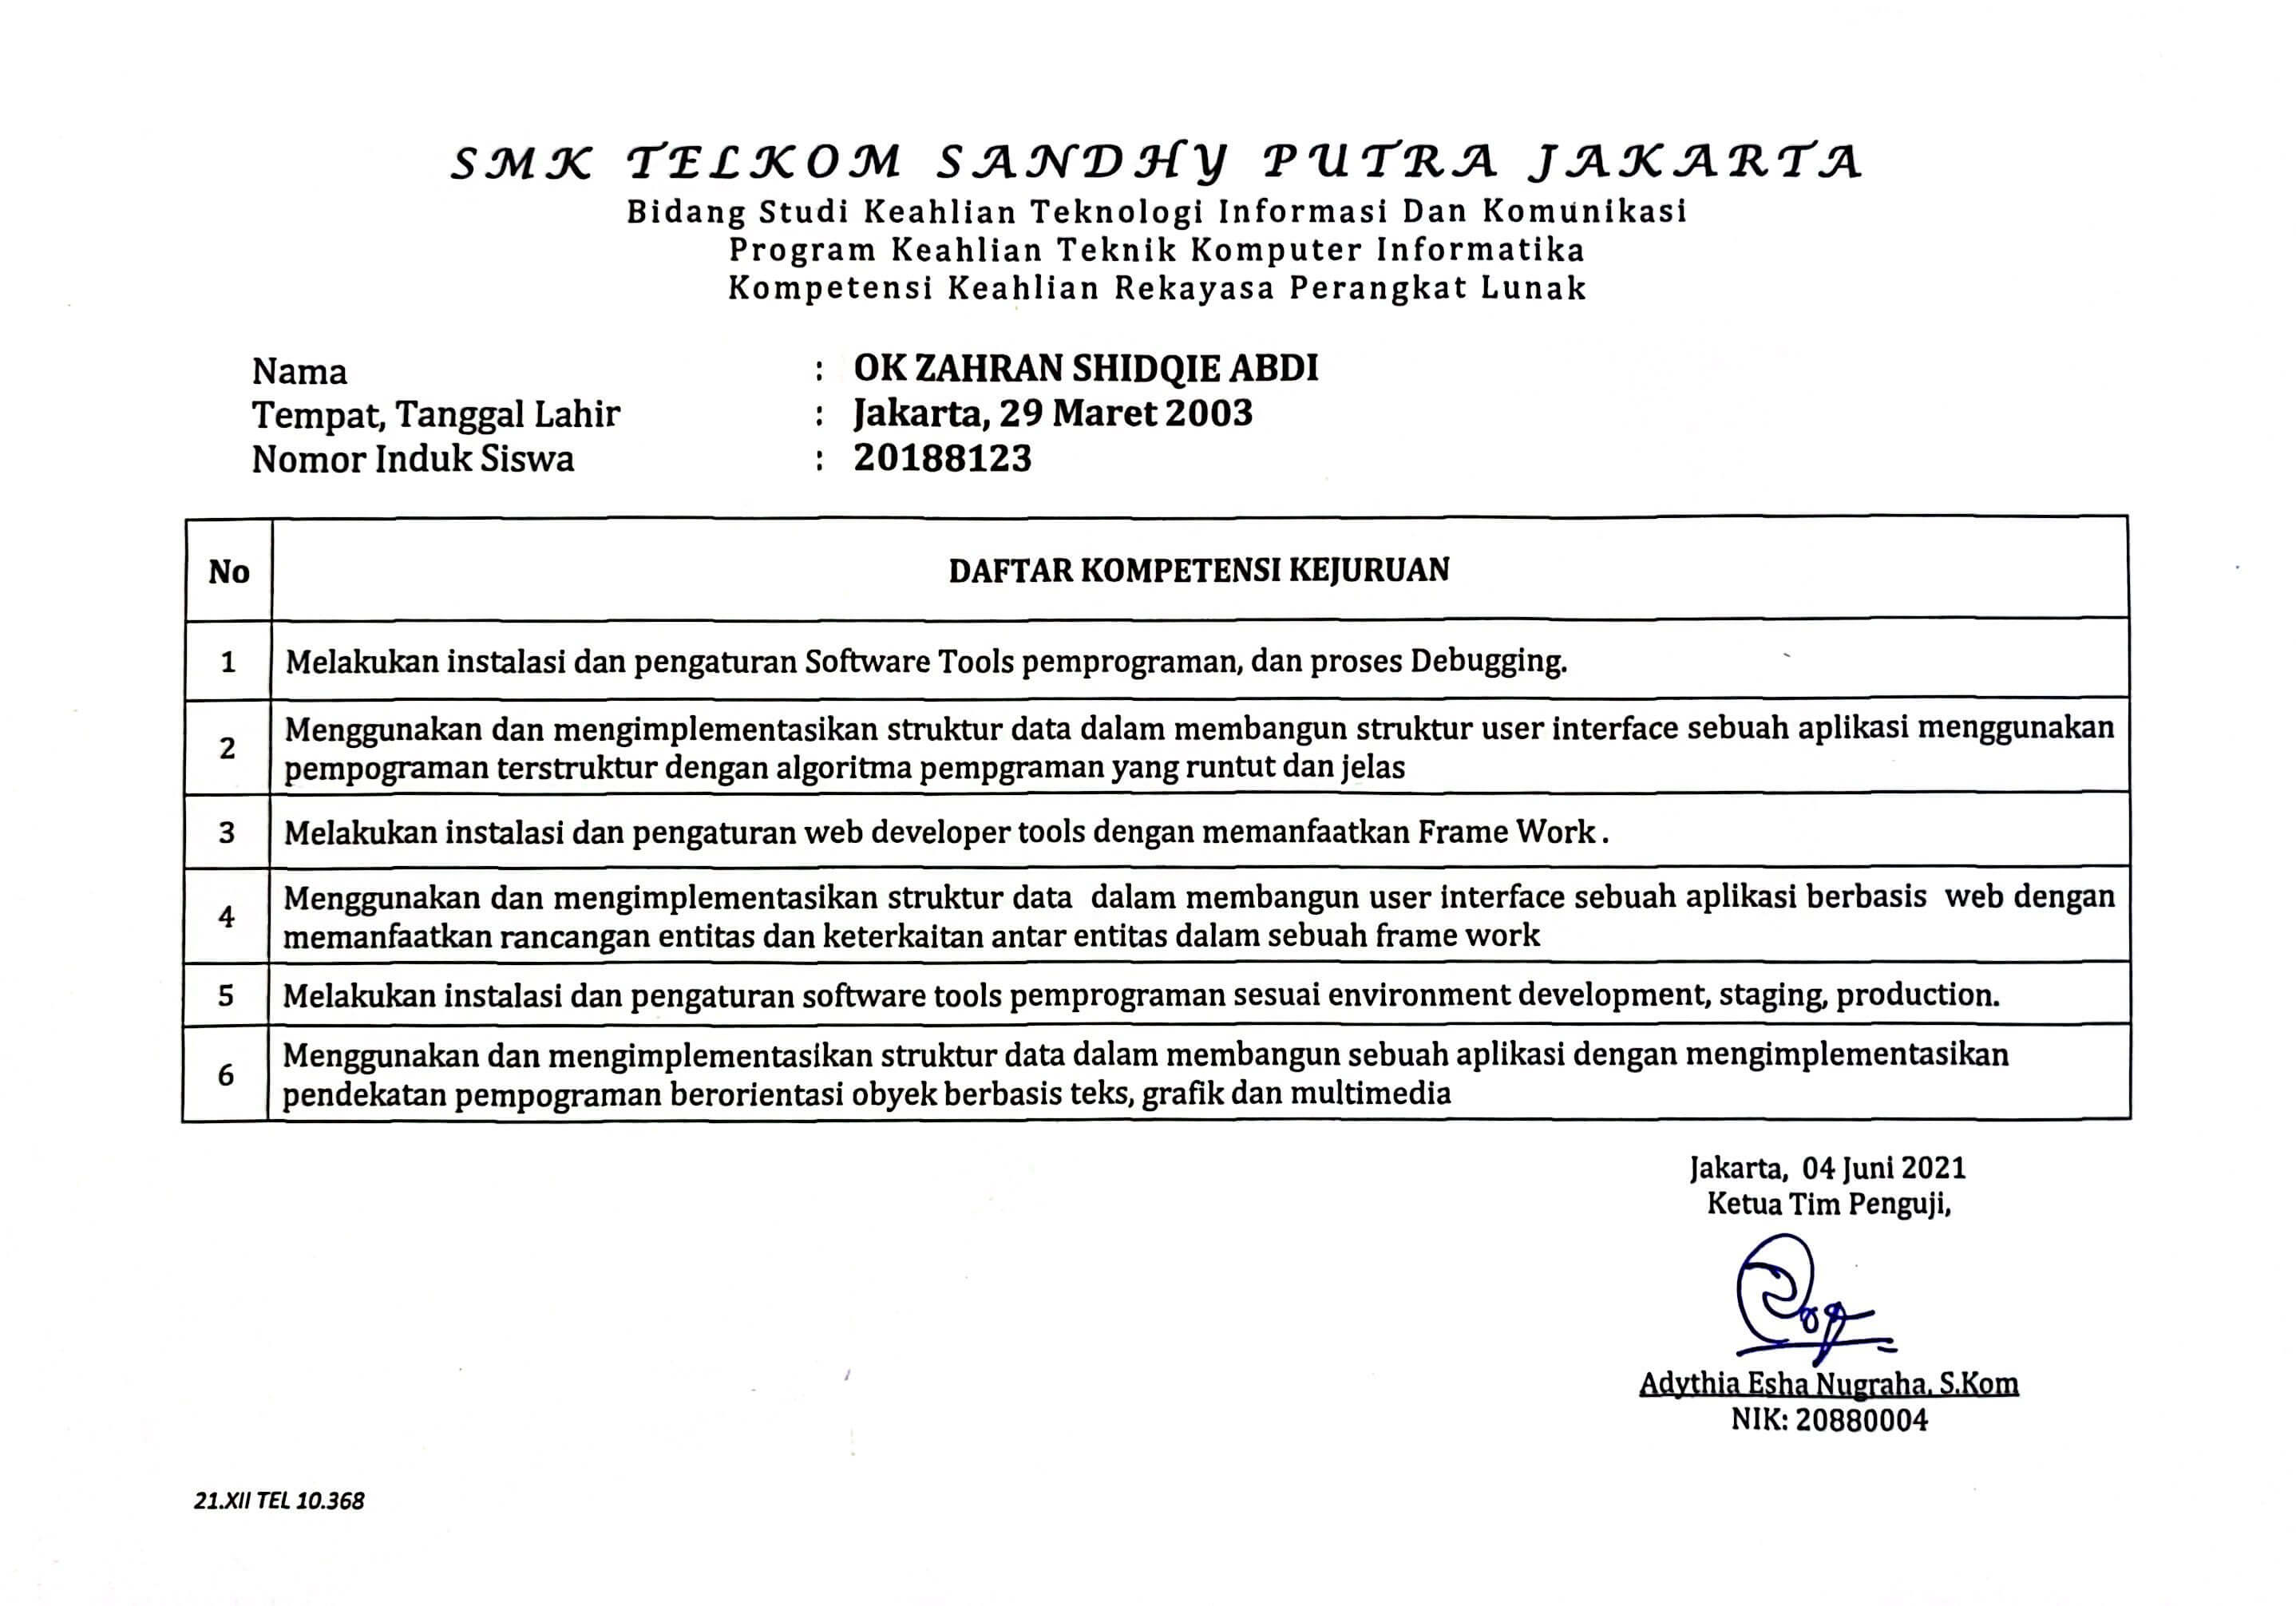 SMK TELKOM SANDHY PUTRA JAKARTA
Bidang Studi Keahlian Teknologi Informasi Dan Komunikasi
Program Keahlian Teknik Komputer Informatika
Kompetensi Keahlian Rekayasa Perangkat Lunak
Nama : OK ZAHRAN SHIDQIE ABDI
Tempat, Tanggal Lahir : Jakarta, 29 Maret 2003
Nomor Induk Siswa : 20188123
No DAFTAR KOMPETENSI KEJURUAN
1 Melakukan instalasi dan pengaturan Software Tools pemprograman, dan proses Debugging.
2 Menggunakan dan mengimplementasikan struktur data dalam membangun struktur user interface sebuah aplikasi menggunakan
pempograman terstruktur dengan algoritma pempgraman yang runtut dan jelas
3 Melakukan instalasi dan pengaturan web developer tools dengan memanfaatkan Frame Work .
4 Menggunakan dan mengimplementasikan struktur data dalam membangun user interface sebuah aplikasi berbasis web dengan
memanfaatkan rancangan entitas dan keterkaitan antar entitas dalam sebuah frame work
5 Melakukan instalasi dan pengaturan software tools pemprograman sesuai environment development, staging, production.
6 Menggunakan dan mengimplementasikan struktur data dalam membangun sebuah aplikasi dengan mengimplementasikan
pendekatan pempograman berorientasi obyek berbasis teks, grafik dan multimedia
Jakarta, 04 Juni 2021
Ketua Tim Penguji,
Adythia Esha Nugraha, S.Kom
NIK: 20880004
21.XII TEL 10.368